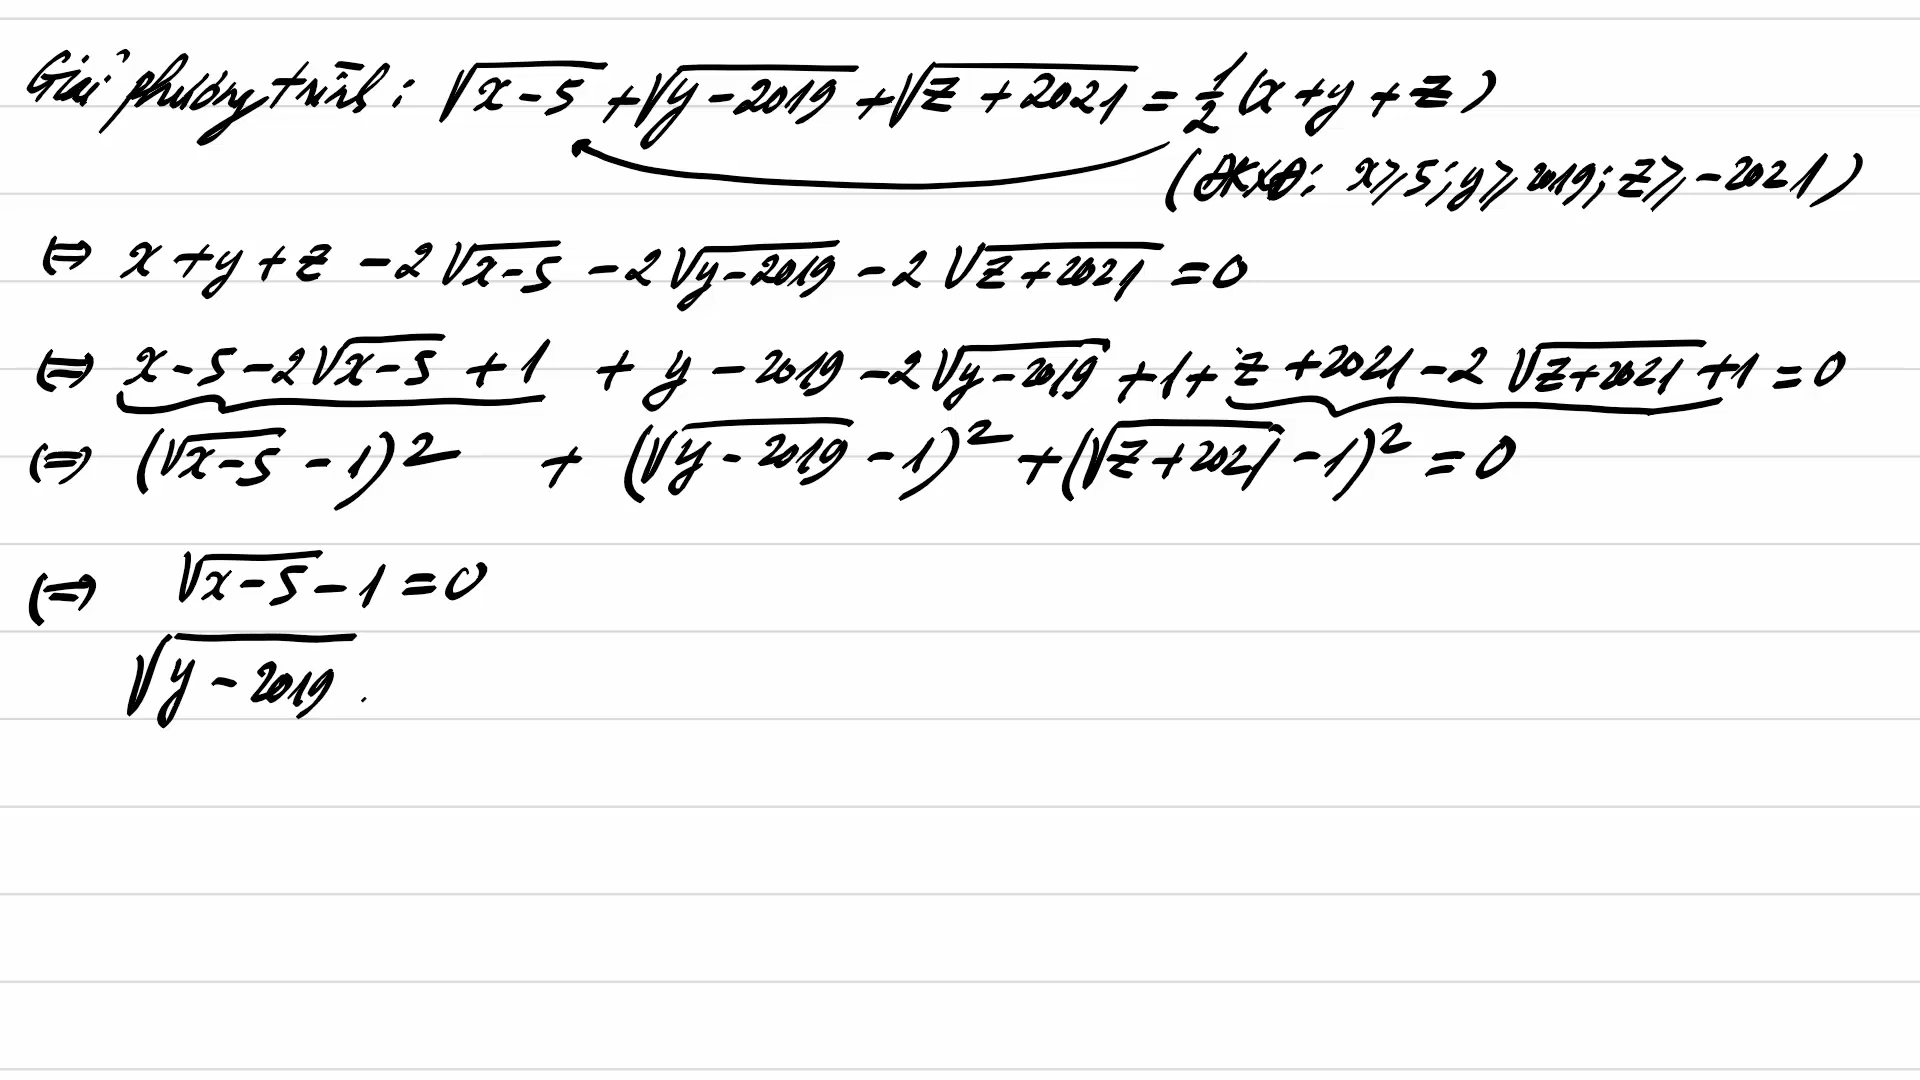 Giải phương trình: √(x-5) + √(y-2019) + √(z+2021) = 1/2 (x+y+z)
(ĐKXĐ: x≥5; y≥2019; z≥-2021)
⇔ x+y+z - 2√(x-5) - 2√(y-2019) - 2√(z+2021) = 0
⇔ x-5-2√(x-5)+1 + y-2019-2√(y-2019)+1+z+2021-2√(z+2021)+1 = 0
⇔ (√(x-5) - 1)² + (√(y-2019) - 1)² + (√(z+2021) - 1)² = 0
⇔ √(x-5) - 1 = 0
√(y-2019)